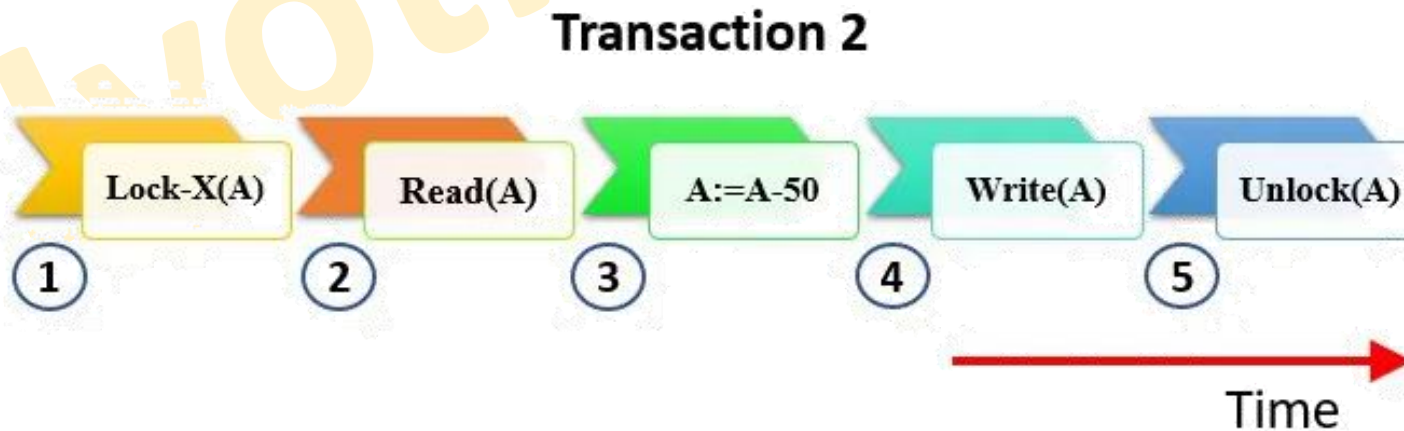 Transaction 2
Lock-X(A)
Read(A)
A:=A-50
Write(A)
Unlock(A)
1
2
3
4
5
Time